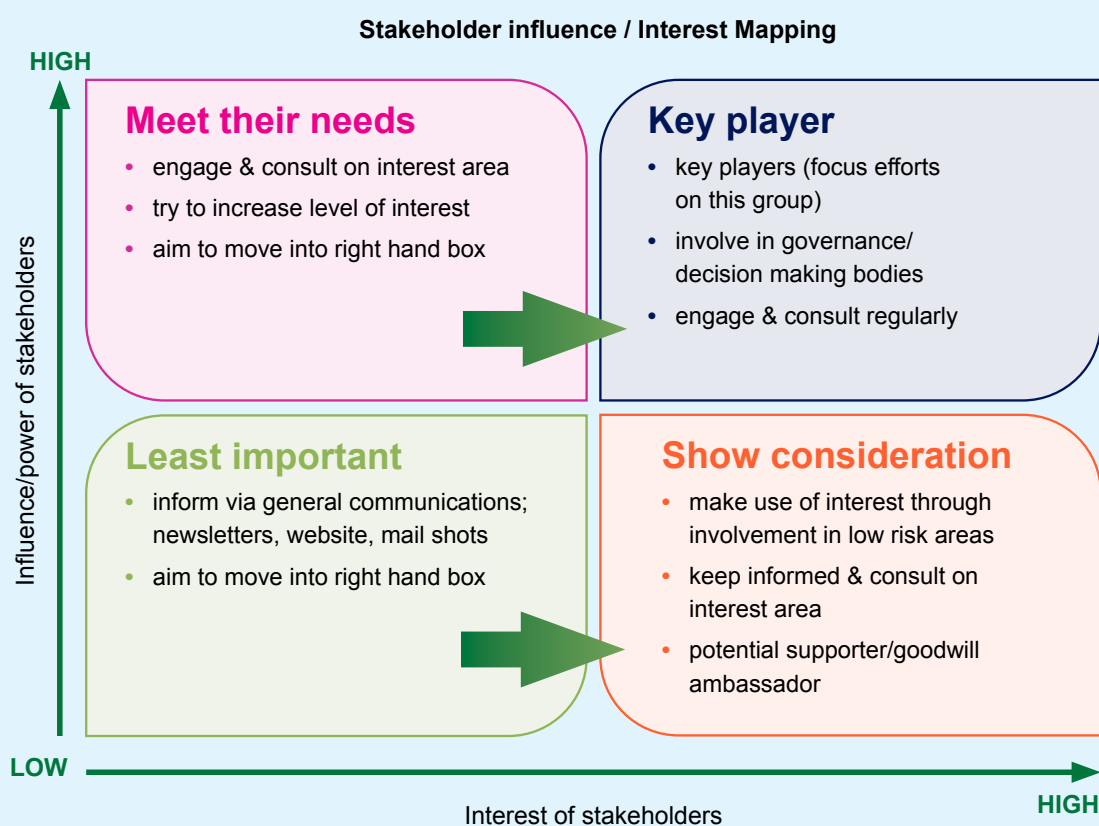 Stakeholder influence / Interest Mapping
HIGH
Influence/power of stakeholders
Meet their needs
• engage & consult on interest area
• try to increase level of interest
• aim to move into right hand box
Key player
• key players (focus efforts
on this group)
• involve in governance/
decision making bodies
• engage & consult regularly
Least important
• inform via general communications;
newsletters, website, mail shots
• aim to move into right hand box
Show consideration
• make use of interest through
involvement in low risk areas
• keep informed & consult on
interest area
• potential supporter/goodwill
ambassador
LOW
HIGH
Interest of stakeholders